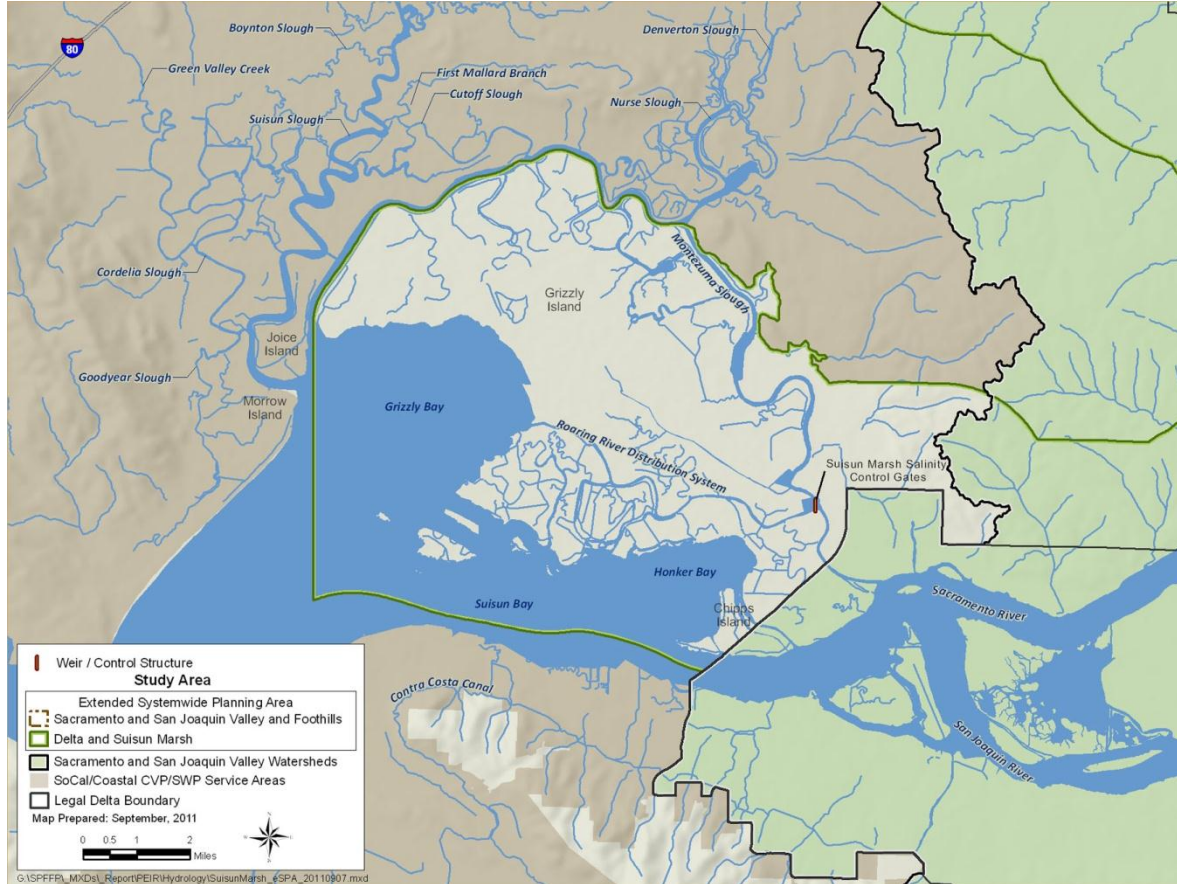 Boynton Slough
Denverton Slough
80
Green Valley Creek
First Mallard Branch
Cutoff Slough
Nurse Slough
Suisun Slough
Montezuma Slough
Cordelia Slough
Grizzly
Island
Joice
Island
Goodyear Slough
Morrow
Island
Grizzly Bay
Roaring River Distribution System
Suisun Marsh Salinity
Control Gates
Honker Bay
Suisun Bay
Chipps
Island
Sacramento River
San Joaquin River
Contra Costa Canal
Weir / Control Structure
Study Area
Extended Systemwide Planning Area
Sacramento and San Joaquin Valley and Foothills
Delta and Suisun Marsh
Sacramento and San Joaquin Valley Watersheds
SoCal/Coastal CVP/SWP Service Areas
Legal Delta Boundary
Map Prepared: September, 2011
0 0.5 1 2
Miles
G:\SPFFP\_MXDs\_Report\PEIR\Hydrology\SuisunMarsh_eSPA_20110907.mxd